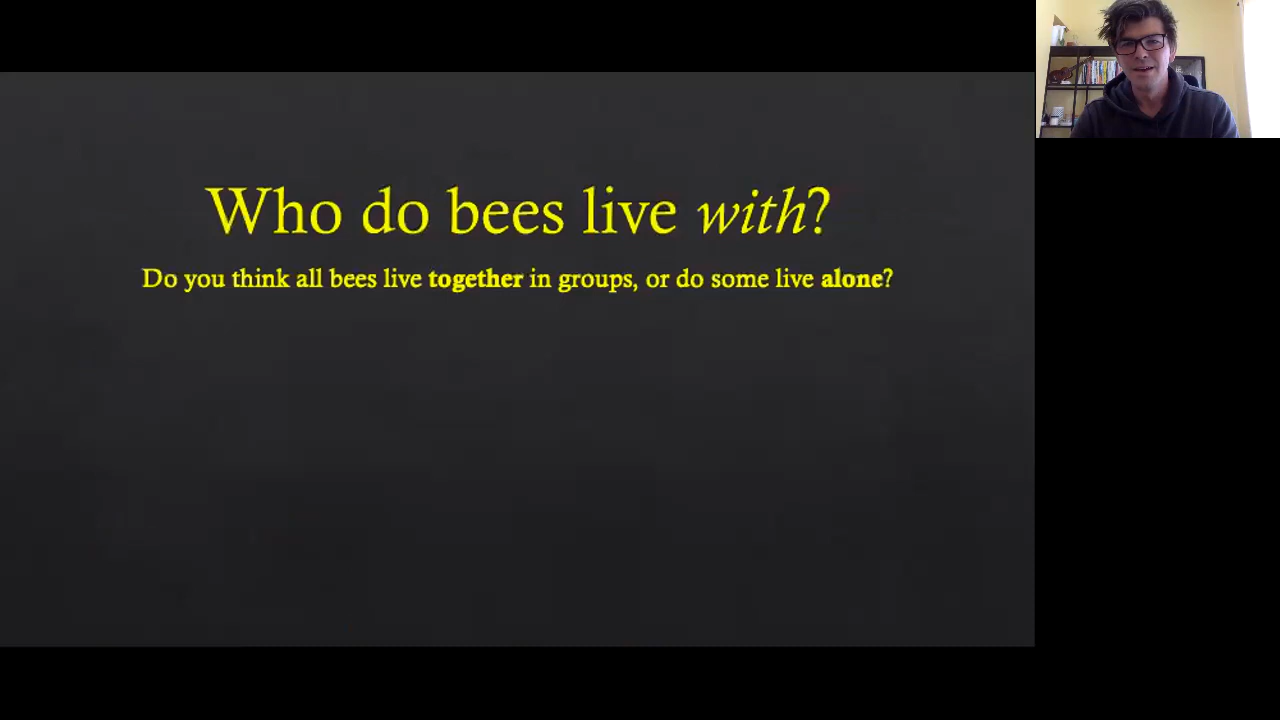 Who do bees live with?
Do you think all bees live together in groups, or do some live alone?